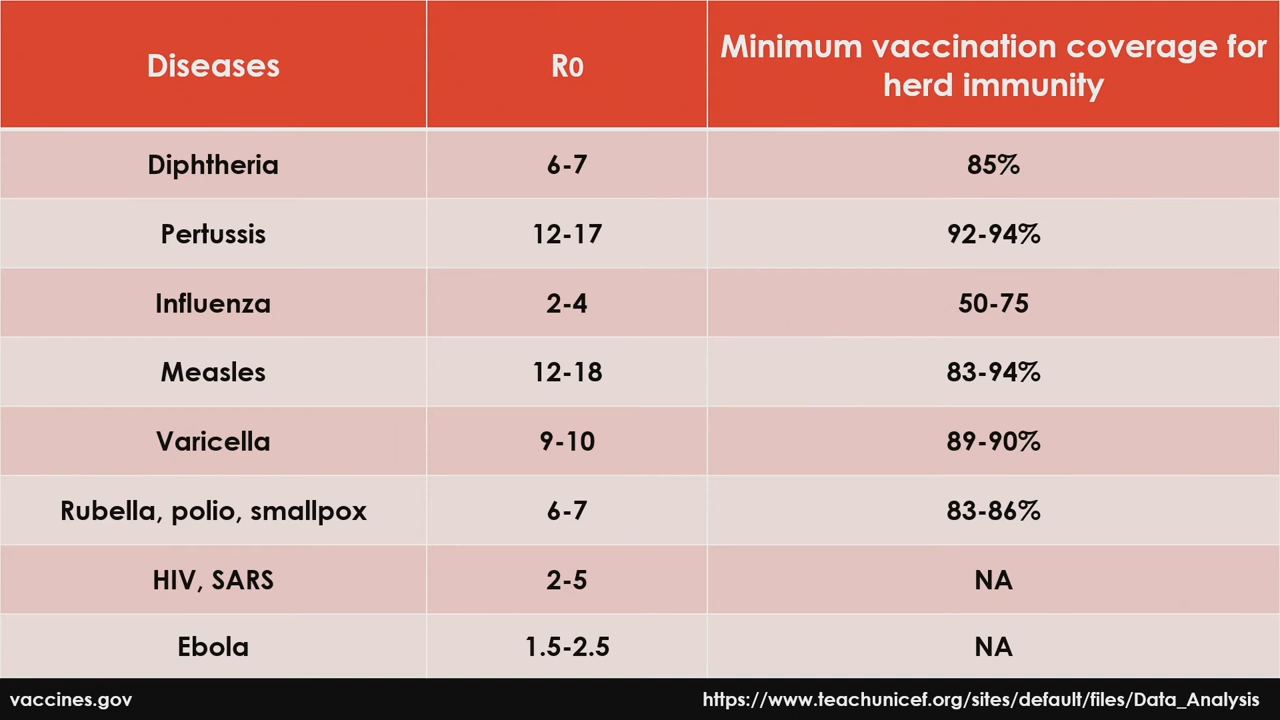 Diseases
R0
Minimum vaccination coverage for
herd immunity
Diphtheria
6-7
85%
Pertussis
12-17
92-94%
Influenza
2-4
50-75
Measles
12-18
83-94%
Varicella
9-10
89-90%
Rubella, polio, smallpox
6-7
83-86%
HIV, SARS
2-5
NA
Ebola
1.5-2.5
NA
vaccines.gov
https://www.teachunicef.org/sites/default/files/Data_Analysis